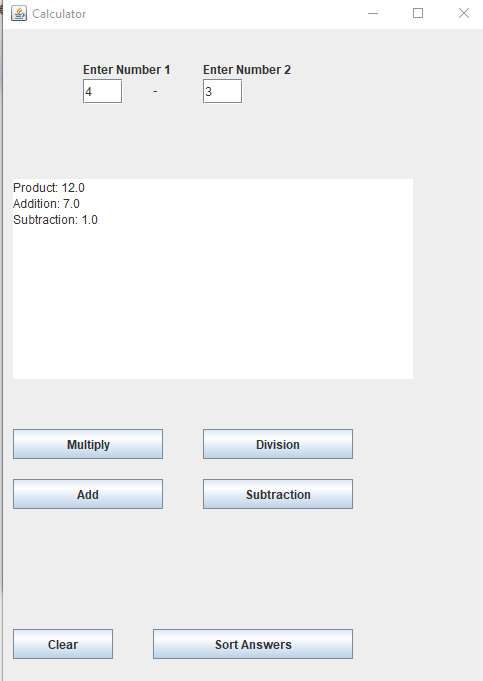 Calculator
Enter Number 1 Enter Number 2
4 - 3
Product: 12.0
Addition: 7.0
Subtraction: 1.0
Multiply Division
Add Subtraction
Clear Sort Answers